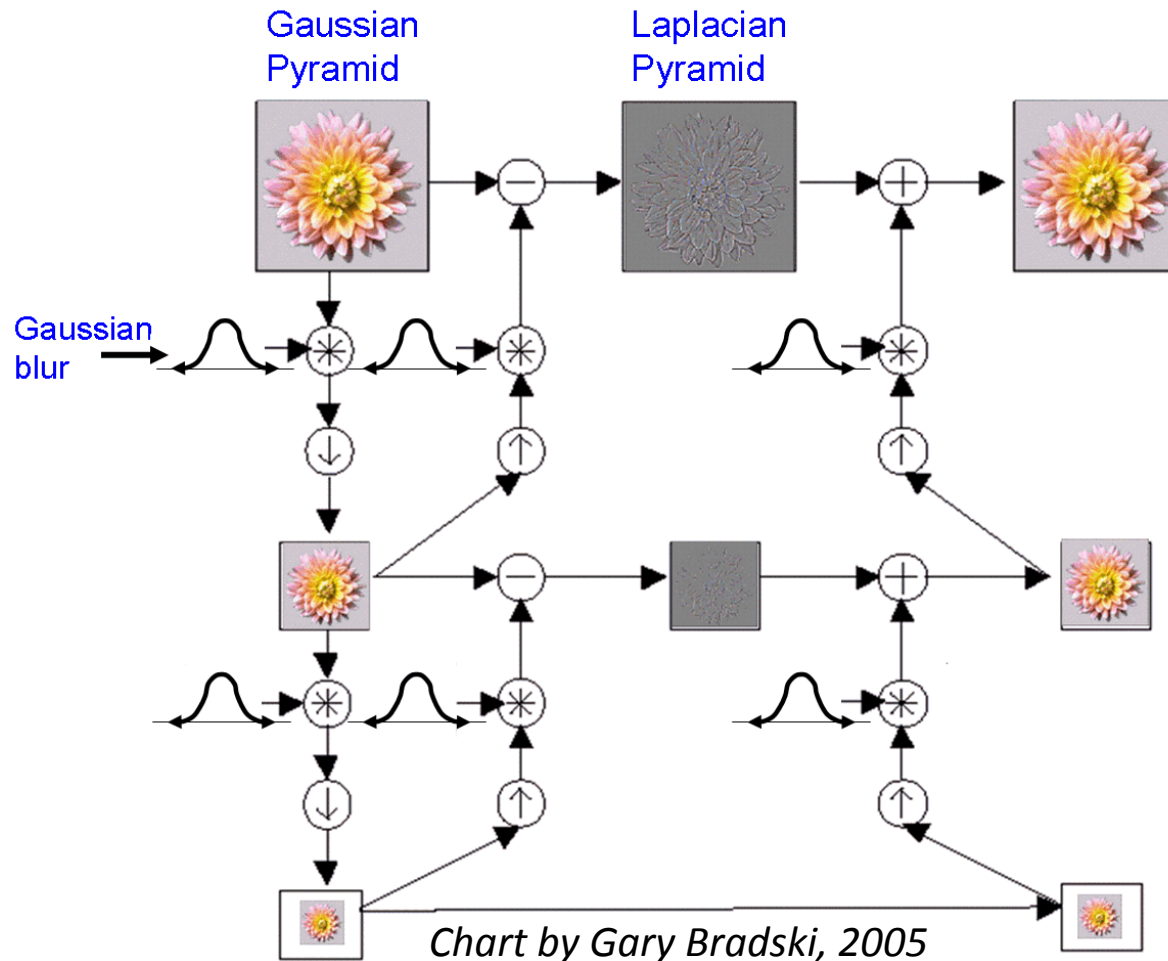 Gaussian
Pyramid
Laplacian
Pyramid
Gaussian
blur
Chart by Gary Bradski, 2005